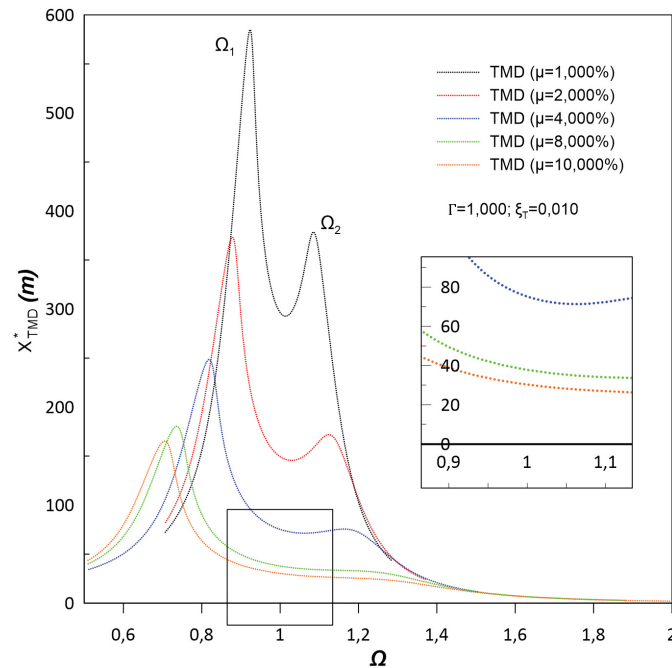 600
500
400
300
200
100
0
X*TMD (m)
Ω1
Ω2
TMD (μ=1,000%)
TMD (μ=2,000%)
TMD (μ=4,000%)
TMD (μ=8,000%)
TMD (μ=10,000%)
Γ=1,000; ξT=0,010
80
60
40
20
0
0,9 1 1,1
0,6 0,8 1 1,2 1,4 1,6 1,8 2
Ω